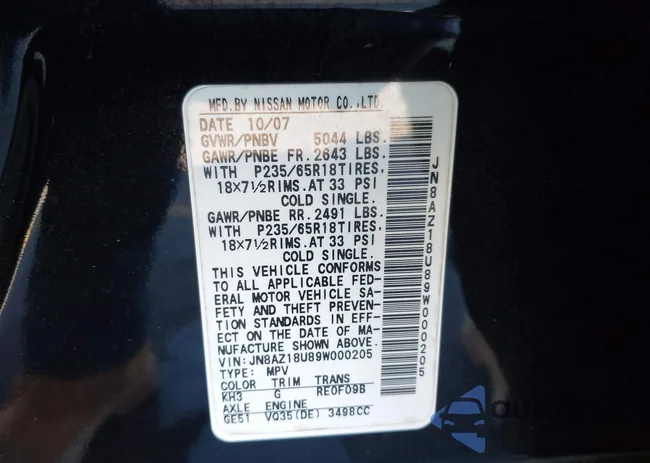 MFD.BY NISSAN MOTOR CO.,LTD.
DATE 10/07
GVWR/PNBV 5044 LBS.
GAWR/PNBE FR. 2643 LBS.
WITH P235/65R18TIRES,
18X7½RIMS.AT 33 PSI
COLD SINGLE.
GAWR/PNBE RR. 2491 LBS.
WITH P235/65R18TIRES,
18X7½RIMS.AT 33 PSI
COLD SINGLE.
THIS VEHICLE CONFORMS
TO ALL APPLICABLE FED-
ERAL MOTOR VEHICLE SA-
FETY AND THEFT PREVEN-
TION STANDARDS IN EFF-
ECT ON THE DATE OF MA-
NUFACTURE SHOWN ABOVE.
VIN:JN8AZ18U89W000205
TYPE: MPV
COLOR TRIM TRANS
KH3 G RE0F09B
AXLE ENGINE
GE51 VQ35(DE) 3498CC
JN8AZ18U89W000205